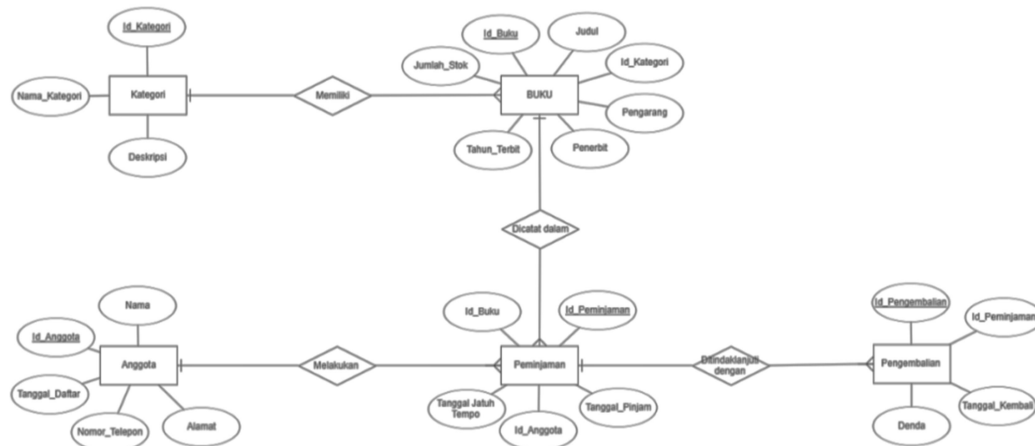 Id_Kategori
Nama_Kategori
Kategori
Deskripsi
Memiliki
Id_Buku
Judul
Jumlah_Stok
Id_Kategori
BUKU
Pengarang
Tahun_Terbit
Penerbit
Dicatat dalam
Nama
Id_Anggota
Anggota
Tanggal_Daftar
Nomor_Telepon
Alamat
Melakukan
Id_Buku
Id_Peminjaman
Peminjaman
Tanggal Jatuh
Tempo
Id_Anggota
Tanggal_Pinjam
Ditindaklanjuti
dengan
Id_Pengembalian
Id_Peminjaman
Pengembalian
Tanggal_Kembali
Denda